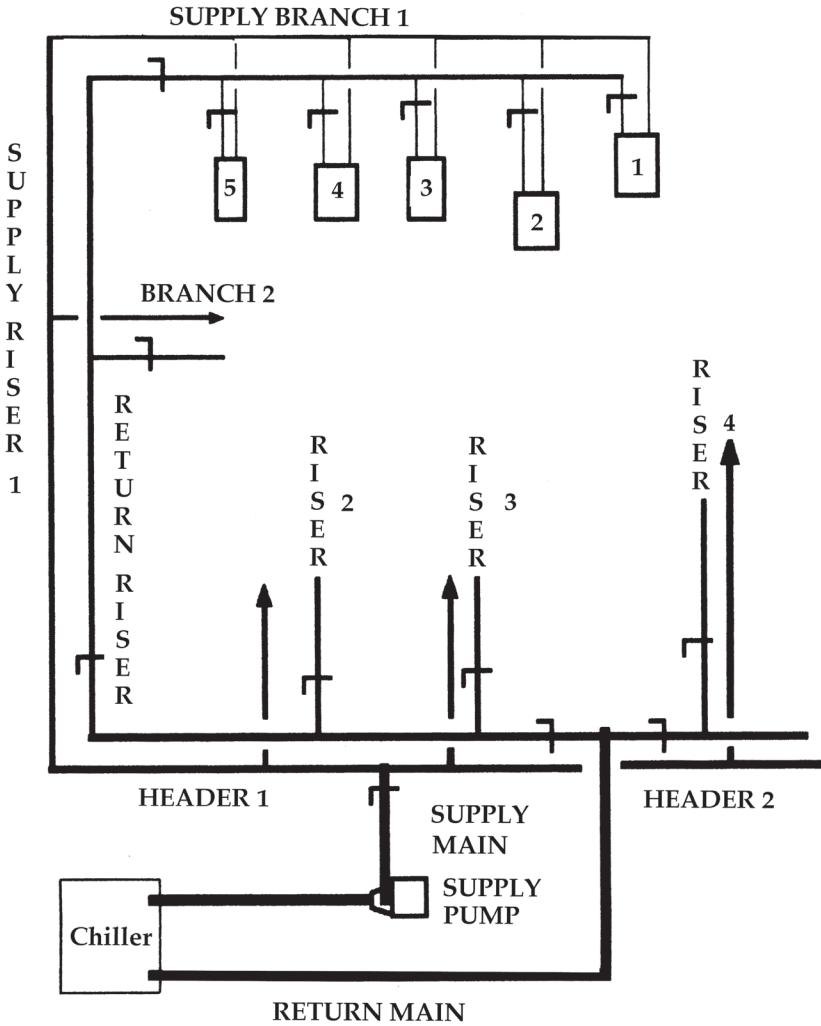 SUPPLY BRANCH 1
5
4
3
2
1
SUPPLY RISER 1
BRANCH 2
RETURN RISER
RISER 2
RISER 3
RISER 4
HEADER 1
HEADER 2
SUPPLY
MAIN
SUPPLY
PUMP
Chiller
RETURN MAIN